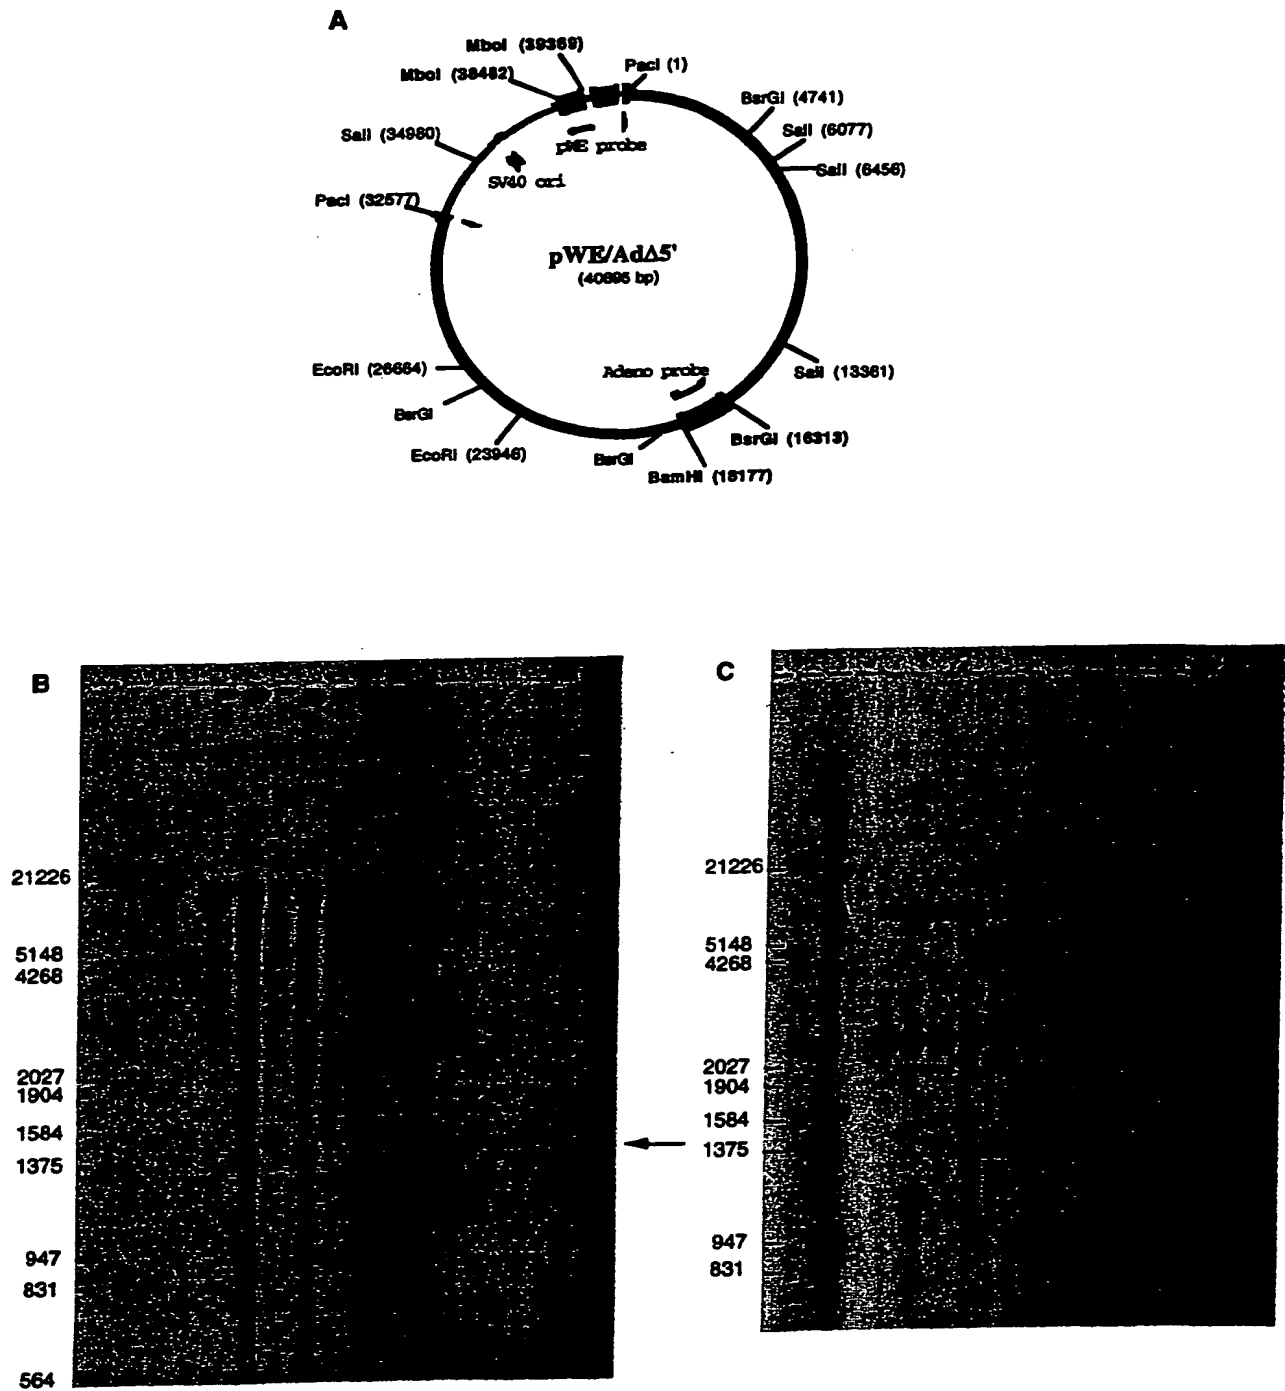 A
MboI (39369)
MboI (38482)
PacI (1)
BsrGI (4741)
SalI (6077)
SalI (6456)
SalI (34980)
pWE probe
SV40 ori
PacI (32577)
pWE/AdΔ5'
(40895 bp)
EcoRI (26664)
BsrGI
EcoRI (23946)
Adeno probe
SalI (13361)
BsrGI (16313)
BsrGI
BamHI (18177)
B
21226
5148
4268
2027
1904
1584
1375
947
831
564
C
21226
5148
4268
2027
1904
1584
1375
947
831